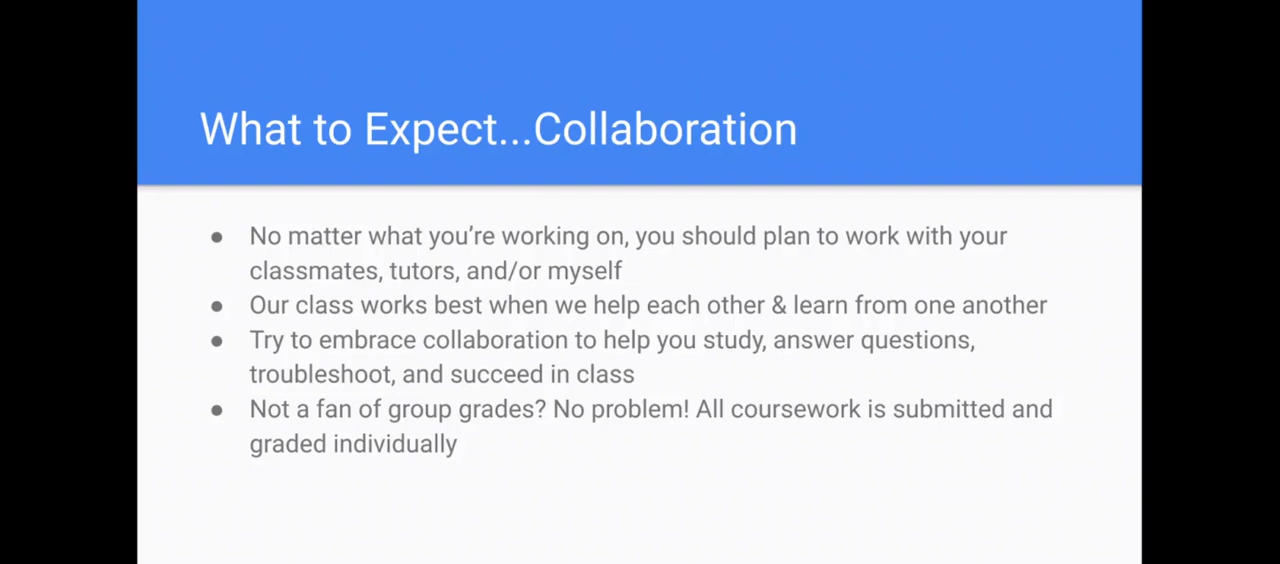 What to Expect...Collaboration
● No matter what you’re working on, you should plan to work with your
classmates, tutors, and/or myself
● Our class works best when we help each other & learn from one another
● Try to embrace collaboration to help you study, answer questions,
troubleshoot, and succeed in class
● Not a fan of group grades? No problem! All coursework is submitted and
graded individually